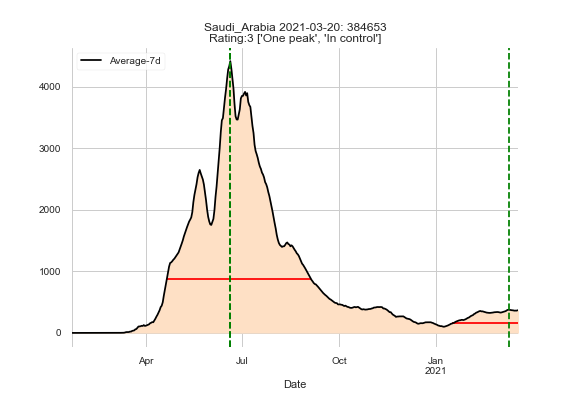 Saudi_Arabia 2021-03-20: 384653
Rating:3 ['One peak', 'In control']
Average-7d
4000
3000
2000
1000
0
Apr
Jul
Oct
Jan
2021
Date